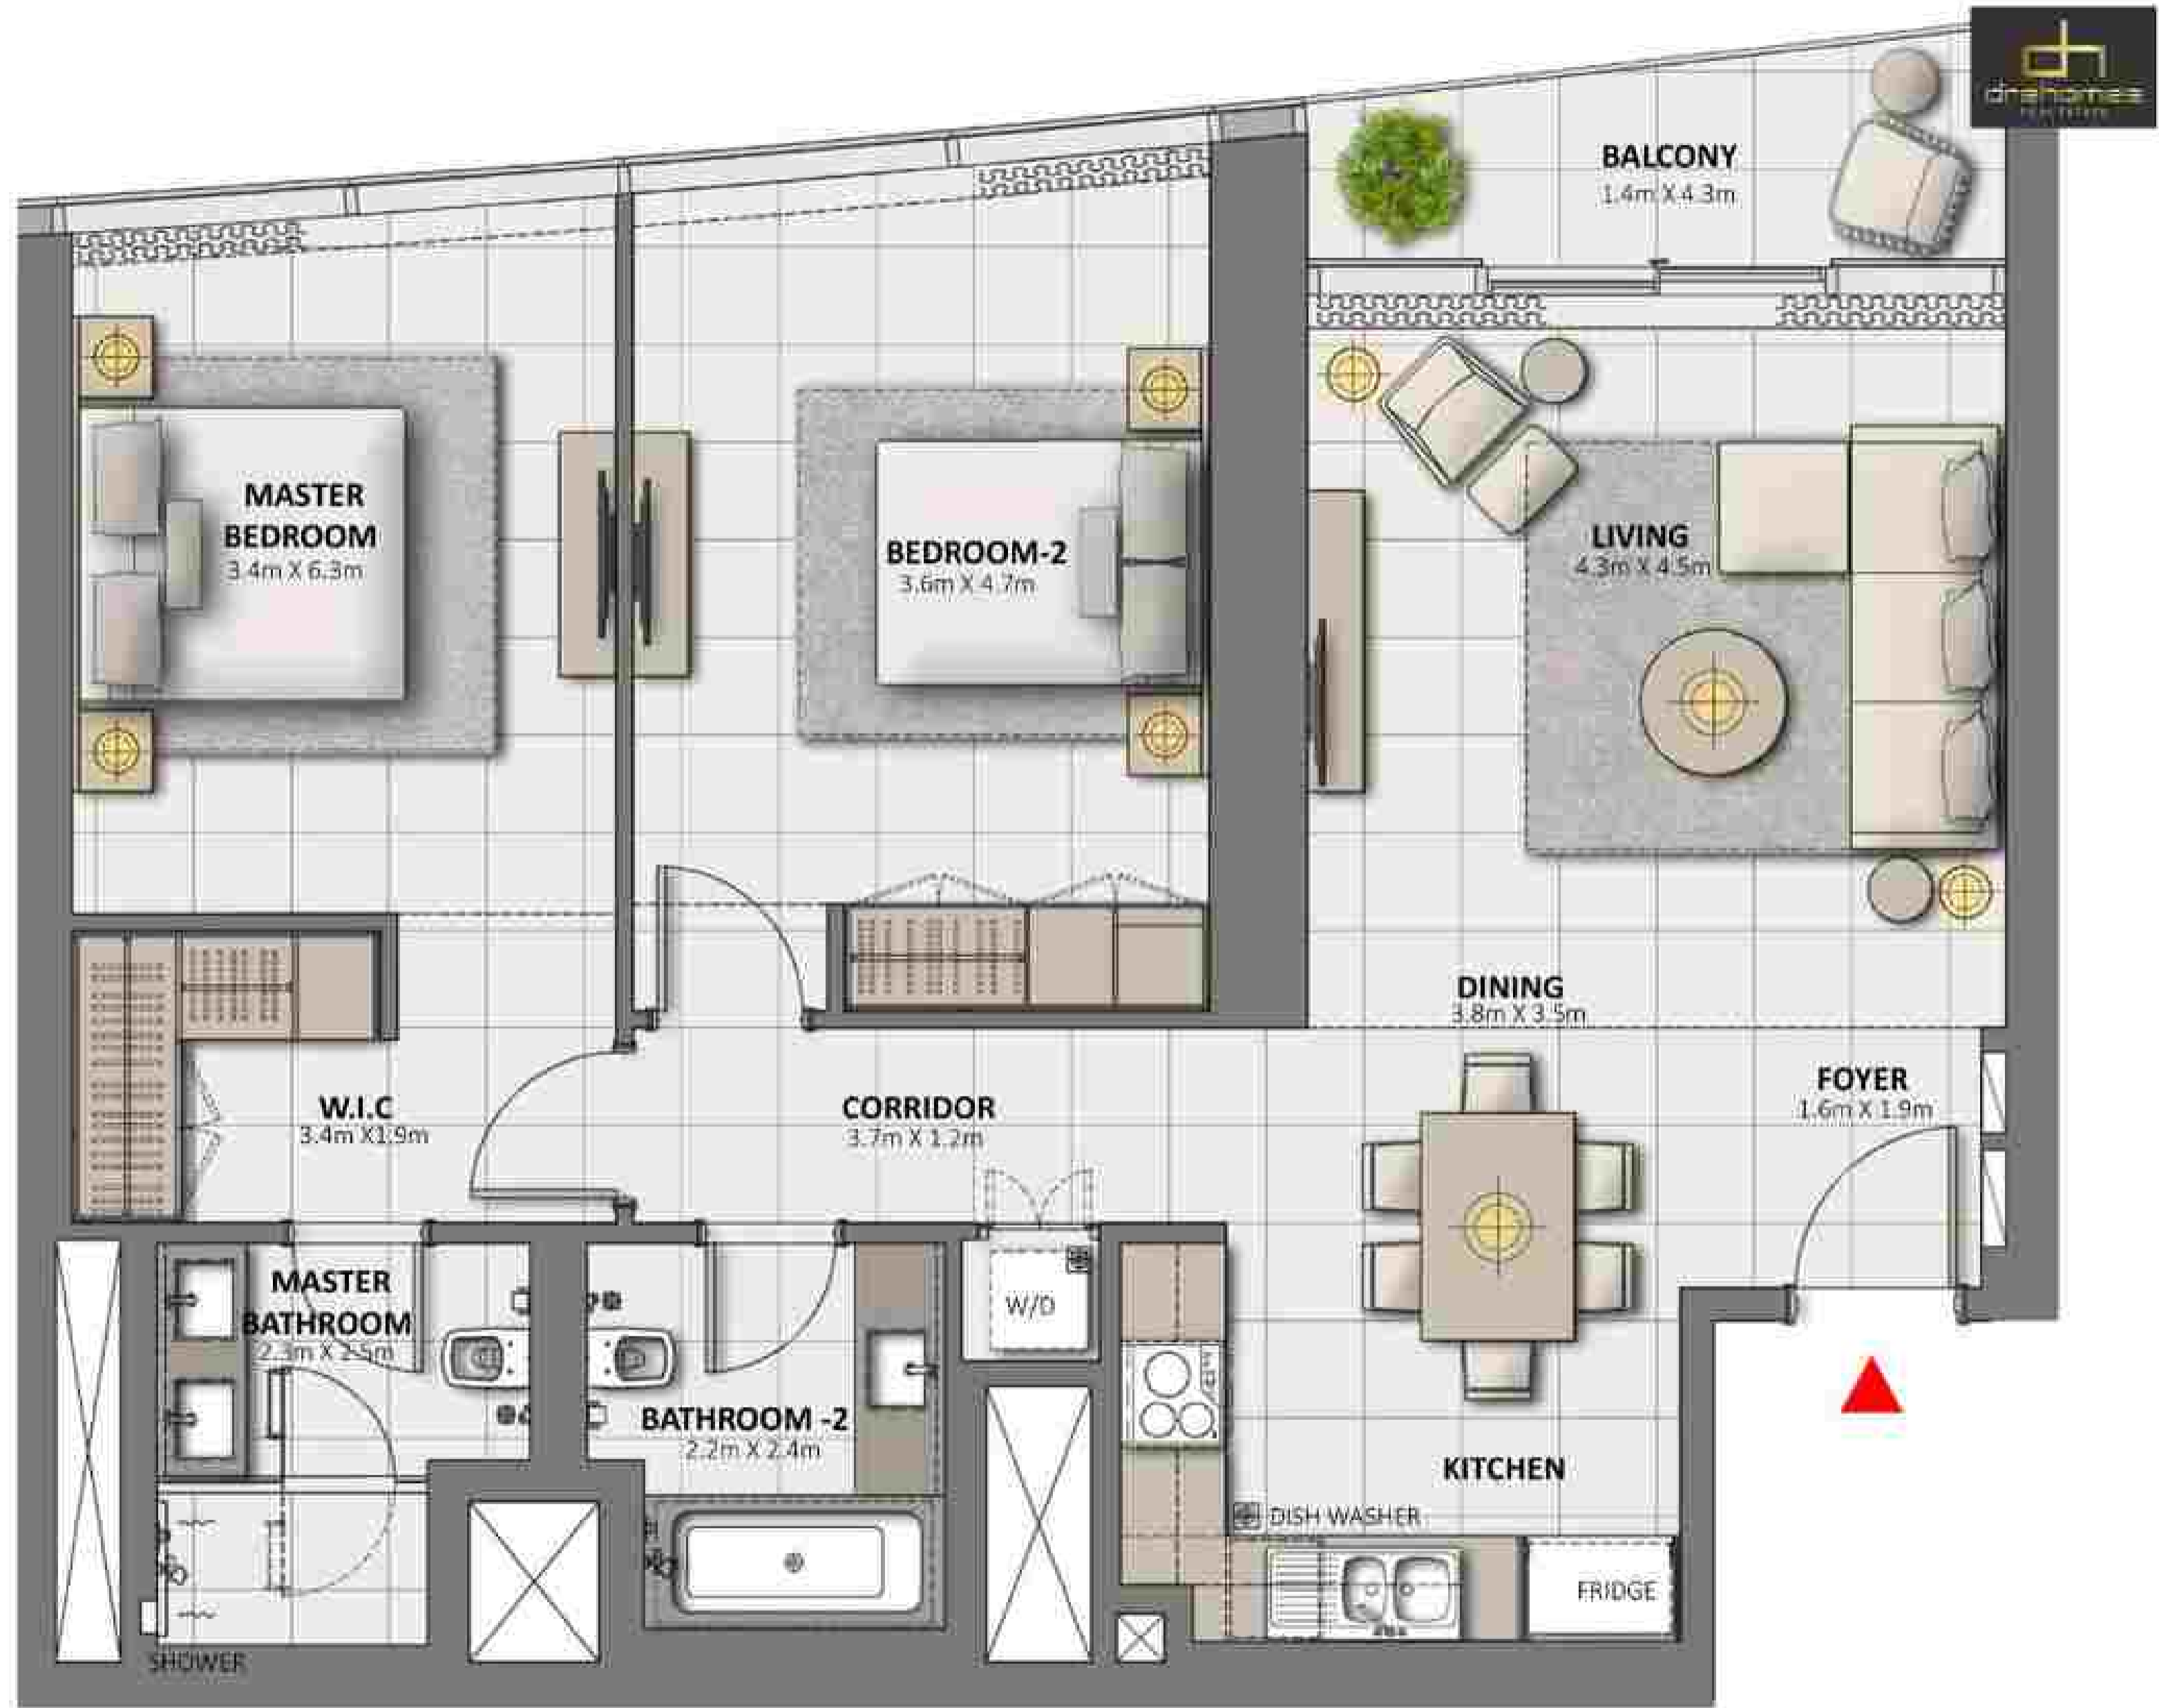 drehomes
BALCONY
1.4m X 4.3m
MASTER
BEDROOM
3.4m X 6.3m
BEDROOM-2
3.6m X 4.7m
LIVING
4.3m X 4.5m
DINING
3.8m X 3.5m
FOYER
1.6m X 1.9m
W.I.C
3.4m X1.9m
CORRIDOR
3.7m X 1.2m
MASTER
BATHROOM
2.3m X 2.5m
W/D
BATHROOM -2
2.2m X 2.4m
KITCHEN
DISH WASHER
FRIDGE
SHOWER